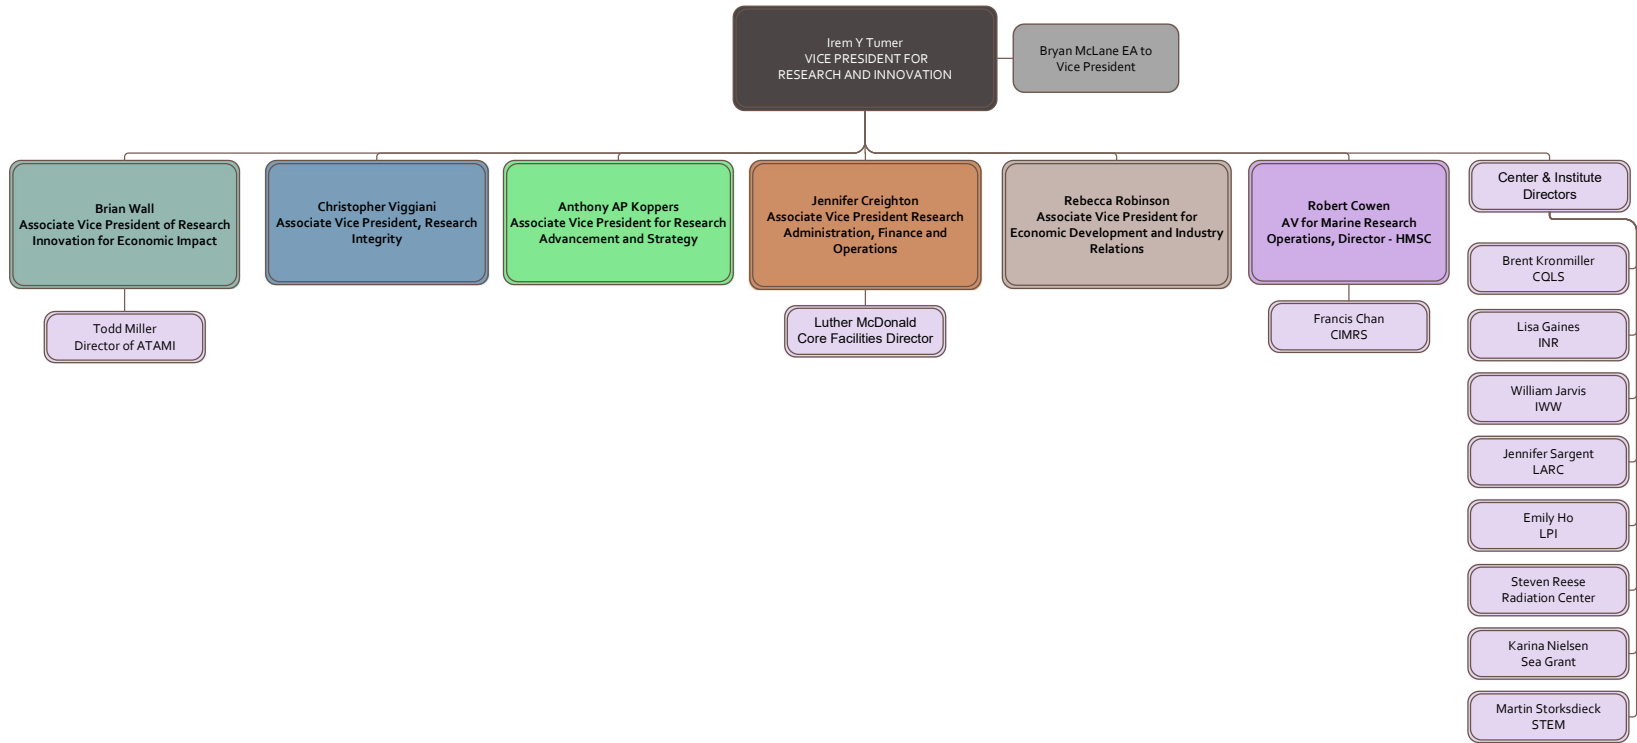 Irem Y Tumer
VICE PRESIDENT FOR
RESEARCH AND INNOVATION
Bryan McLane EA to
Vice President
Brian Wall
Associate Vice President of Research
Innovation for Economic Impact
Christopher Viggiani
Associate Vice President, Research
Integrity
Anthony AP Koppers
Associate Vice President for Research
Advancement and Strategy
Jennifer Creighton
Associate Vice President Research
Administration, Finance and
Operations
Rebecca Robinson
Associate Vice President for
Economic Development and Industry
Relations
Robert Cowen
AV for Marine Research
Operations, Director - HMSC
Center & Institute
Directors
Todd Miller
Director of ATAMI
Luther McDonald
Core Facilities Director
Francis Chan
CIMRS
Brent Kronmiller
CQLS
Lisa Gaines
INR
William Jarvis
IWW
Jennifer Sargent
LARC
Emily Ho
LPI
Steven Reese
Radiation Center
Karina Nielsen
Sea Grant
Martin Storksdieck
STEM